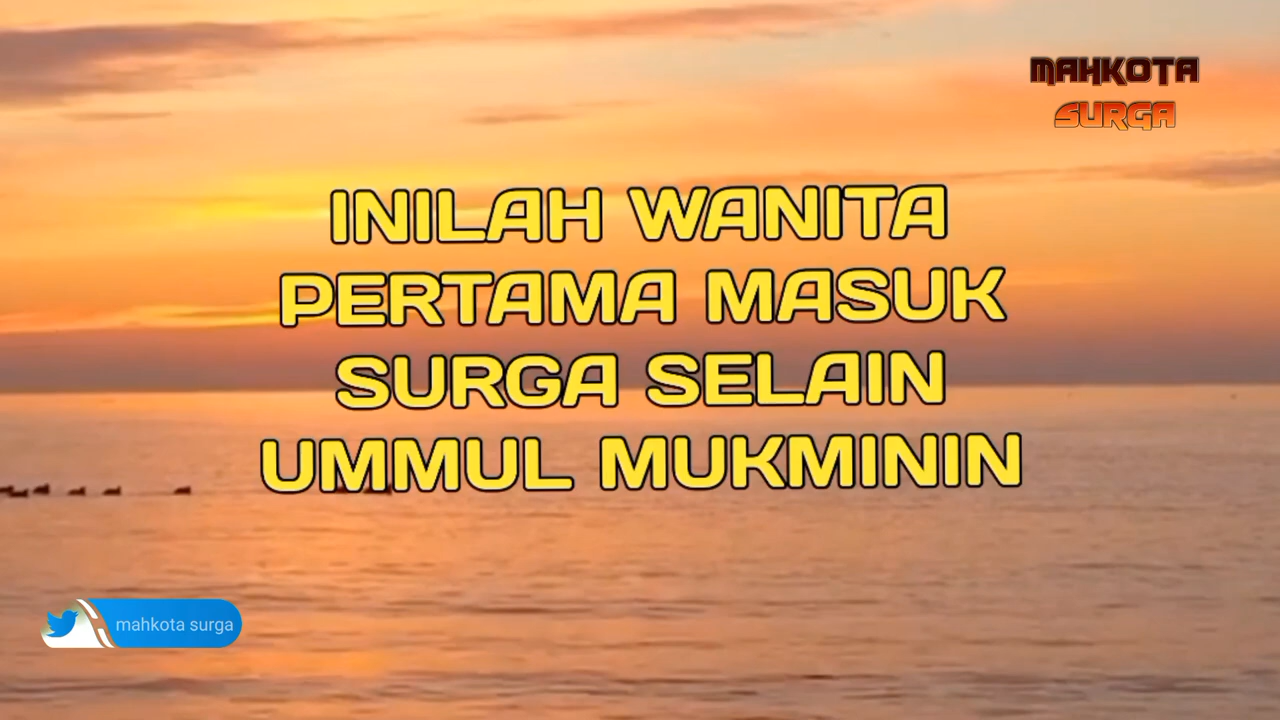 MAHKOTA
SURGA
INILAH WANITA
PERTAMA MASUK
SURGA SELAIN
UMMUL MUKMININ
mahkota surga